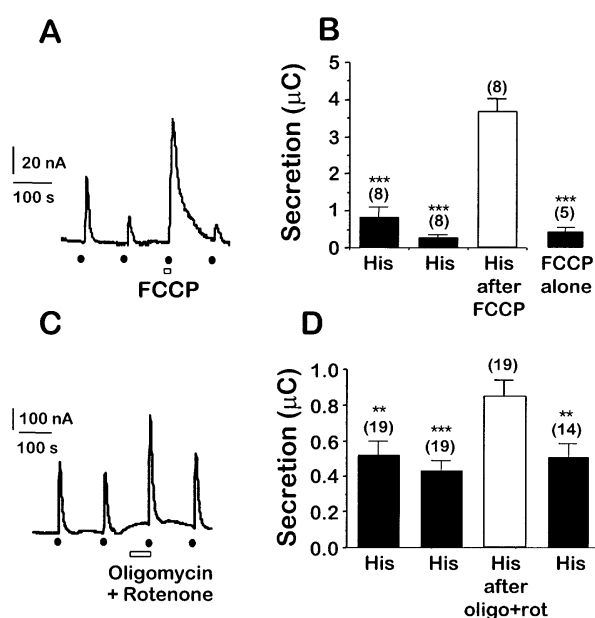 A
20 nA
100 s
FCCP
B
Secretion (µC)
5
4
3
2
1
0
***
(8)
***
(8)
(8)
***
(5)
His
His
His
after
FCCP
FCCP
alone
C
100 nA
100 s
Oligomycin
+ Rotenone
D
Secretion (µC)
1.0
0.8
0.6
0.4
0.2
0.0
**
(19)
***
(19)
(19)
**
(14)
His
His
His
after
oligo+rot
His